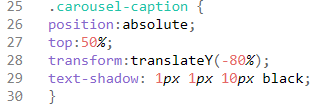 25 .carousel-caption {
26 position:absolute;
27 top:50%;
28 transform:translateY(-80%);
29 text-shadow: 1px 1px 10px black;
30 }